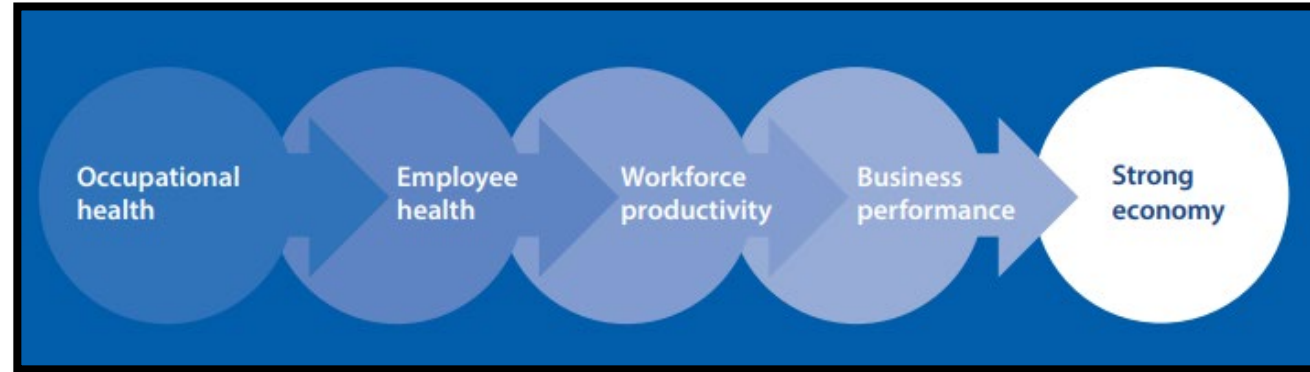 Occupational
health
Employee
health
Workforce
productivity
Business
performance
Strong
economy